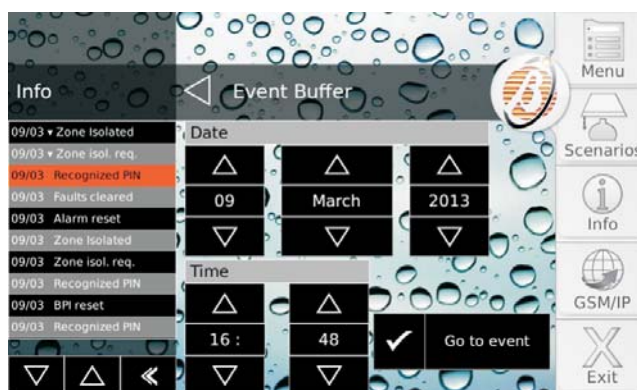 Info
Event Buffer
09/03 ▾ Zone Isolated
09/03 ▾ Zone isol. req.
09/03 Recognized PIN
09/03 Faults cleared
09/03 Alarm reset
09/03 Zone Isolated
09/03 Zone isol. req.
09/03 Recognized PIN
09/03 BPI reset
09/03 Recognized PIN
Date
09 March 2013
Time
16 : 48
Go to event
Menu
Scenarios
Info
GSM/IP
Exit